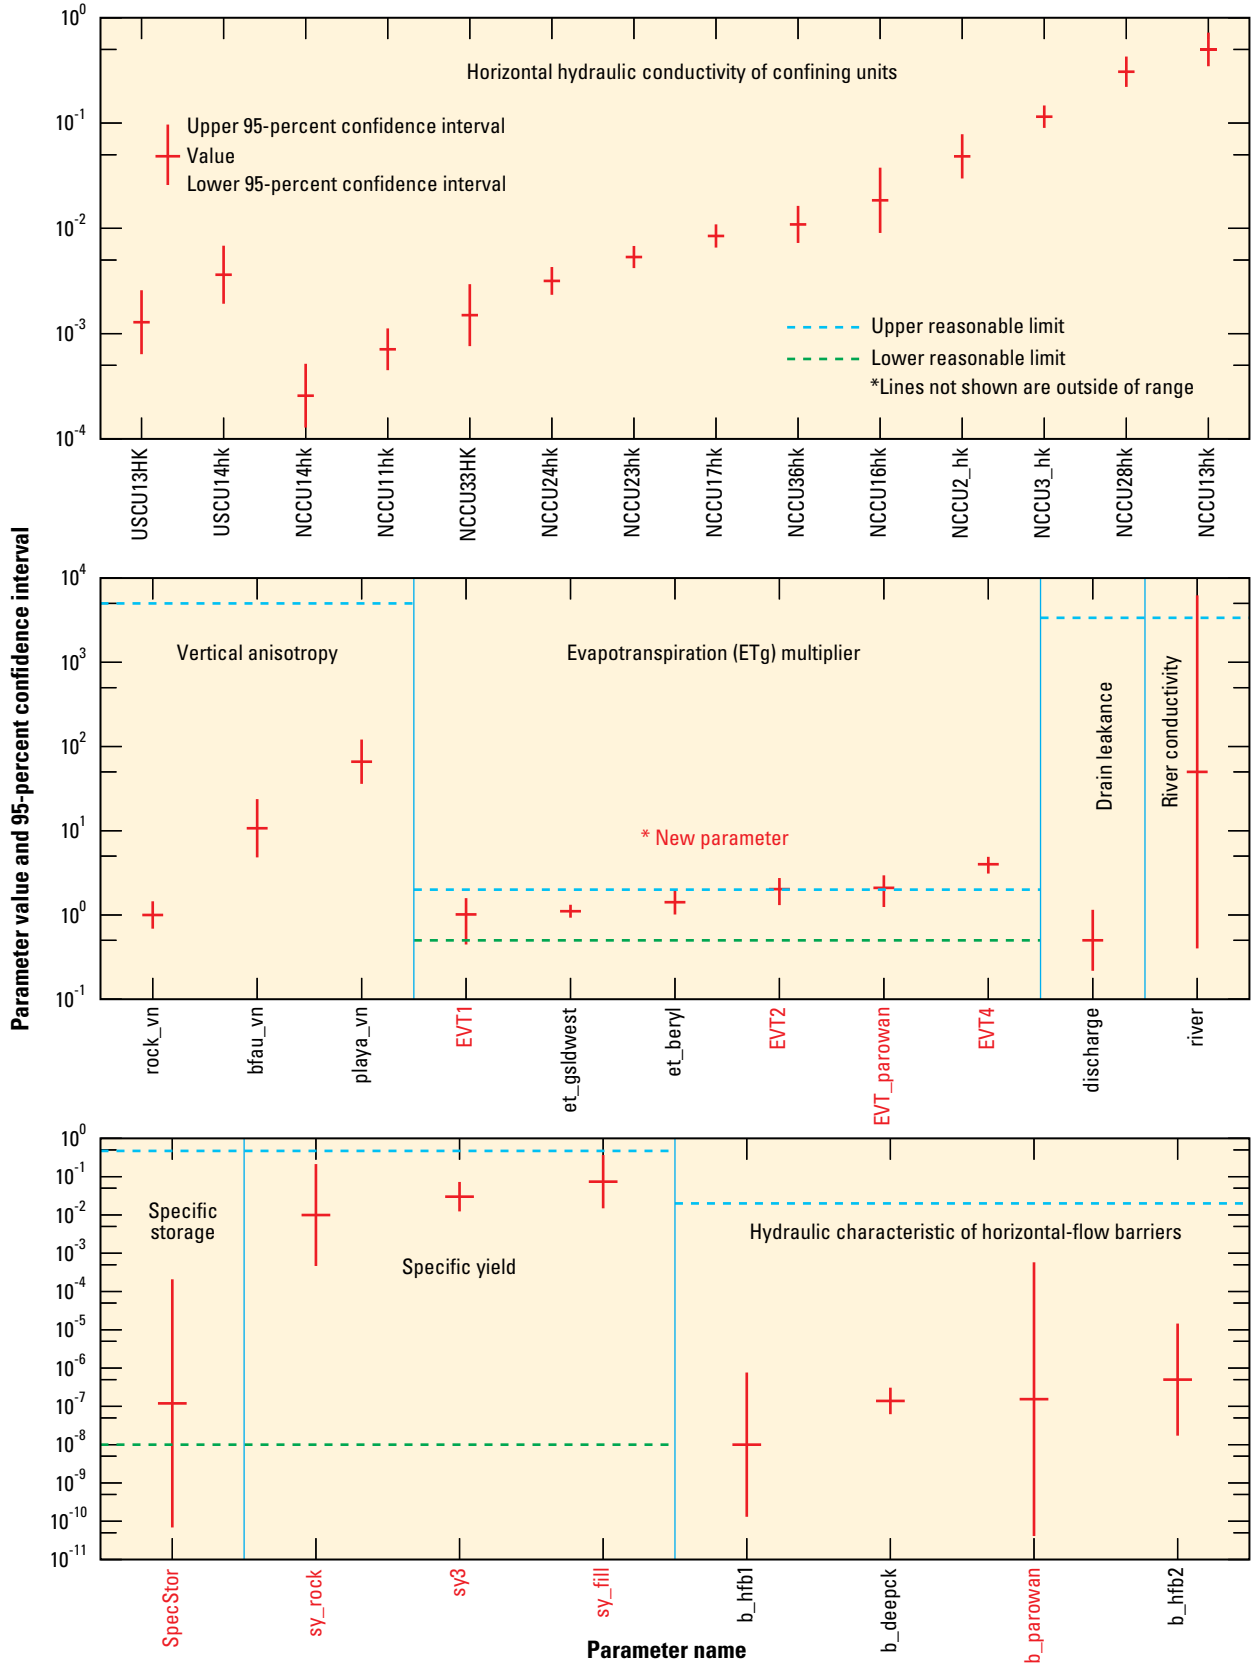 Parameter value and 95-percent confidence interval
10^0
10^-1
10^-2
10^-3
10^-4
Horizontal hydraulic conductivity of confining units
Upper 95-percent confidence interval
Value
Lower 95-percent confidence interval
Upper reasonable limit
Lower reasonable limit
*Lines not shown are outside of range
USCU13HK
USCU14hk
NCCU14hk
NCCU11hk
NCCU33HK
NCCU24hk
NCCU23hk
NCCU17hk
NCCU36hk
NCCU16hk
NCCU2_hk
NCCU3_hk
NCCU28hk
NCCU13hk
10^4
10^3
10^2
10^1
10^0
10^-1
Vertical anisotropy
Evapotranspiration (ETg) multiplier
* New parameter
Drain leakance
River conductivity
rock_vn
bfau_vn
playa_vn
EVT1
et_gsldwest
et_beryl
EVT2
EVT_parowan
EVT4
discharge
river
10^0
10^-1
10^-2
10^-3
10^-4
10^-5
10^-6
10^-7
10^-8
10^-9
10^-10
10^-11
Specific
storage
Specific yield
Hydraulic characteristic of horizontal-flow barriers
SpecStor
sy_rock
sy3
sy_fill
b_hfb1
b_deepck
b_parowan
b_hfb2
Parameter name